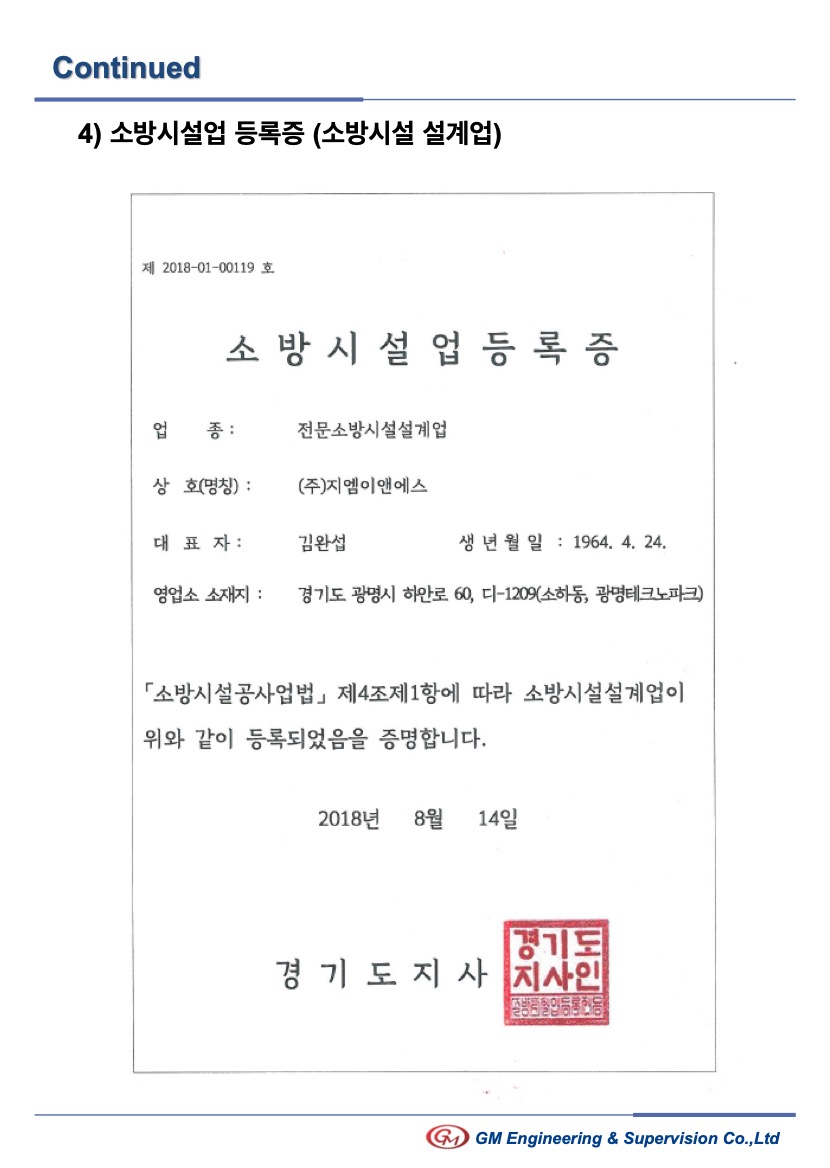 Continued
4) 소방시설업 등록증 (소방시설 설계업)
제 2018-01-00119 호
소방시설업등록증
업 종 : 전문소방시설설계업
상 호(명칭) : (주)지엠이앤에스
대 표 자 : 김완섭 생 년 월 일 : 1964. 4. 24.
영업소 소재지 : 경기도 광명시 하안로 60, 디-1209(소하동, 광명테크노파크)
「소방시설공사업법」 제4조제1항에 따라 소방시설설계업이
위와 같이 등록되었음을 증명합니다.
2018년 8월 14일
경 기 도 지 사
경기도
지사인
GM GM Engineering & Supervision Co.,Ltd